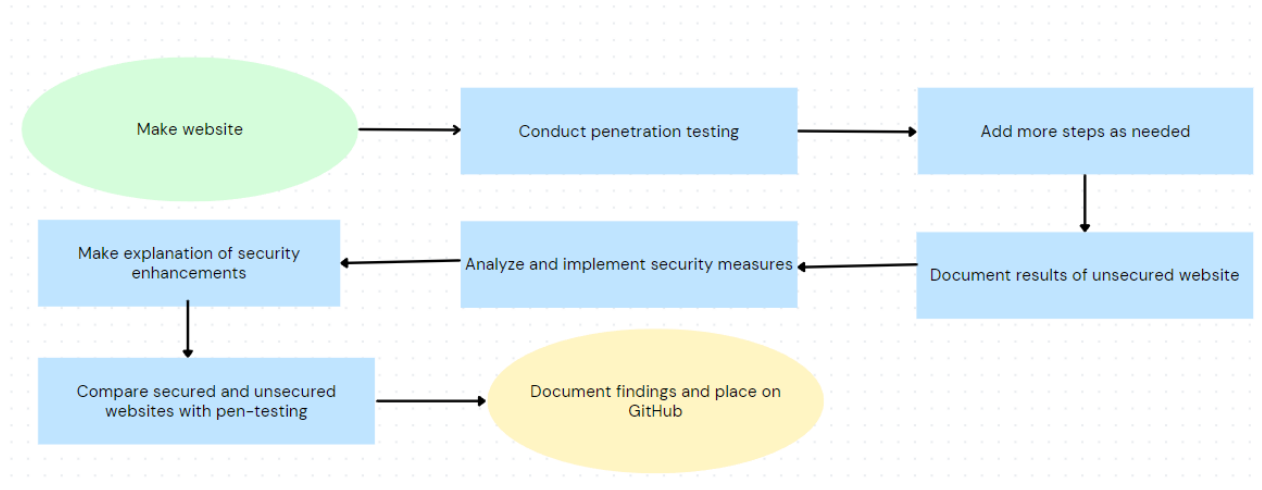 Make website
Conduct penetration testing
Add more steps as needed
Document results of unsecured website
Analyze and implement security measures
Make explanation of security
enhancements
Compare secured and unsecured
websites with pen-testing
Document findings and place on
GitHub